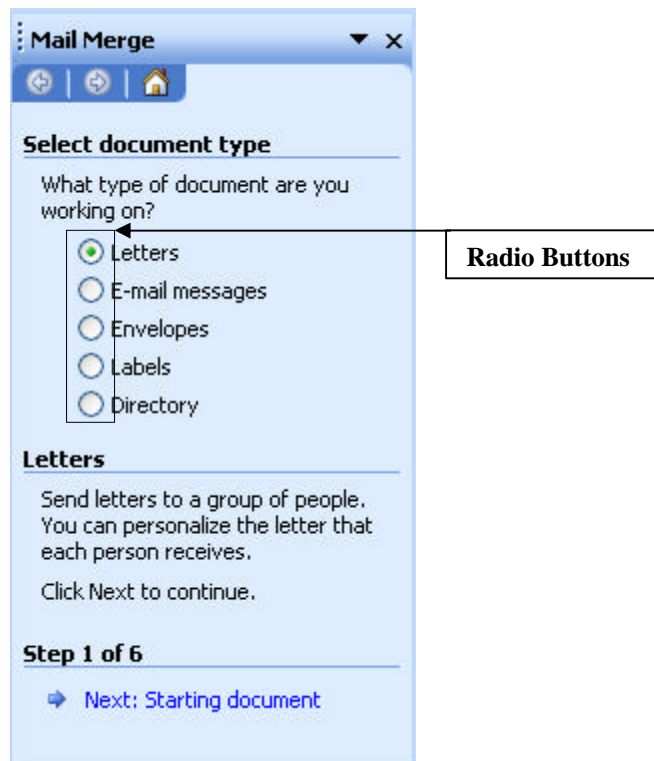 Mail Merge
Select document type
What type of document are you
working on?
Letters
Radio Buttons
E-mail messages
Envelopes
Labels
Directory
Letters
Send letters to a group of people.
You can personalize the letter that
each person receives.
Click Next to continue.
Step 1 of 6
Next: Starting document